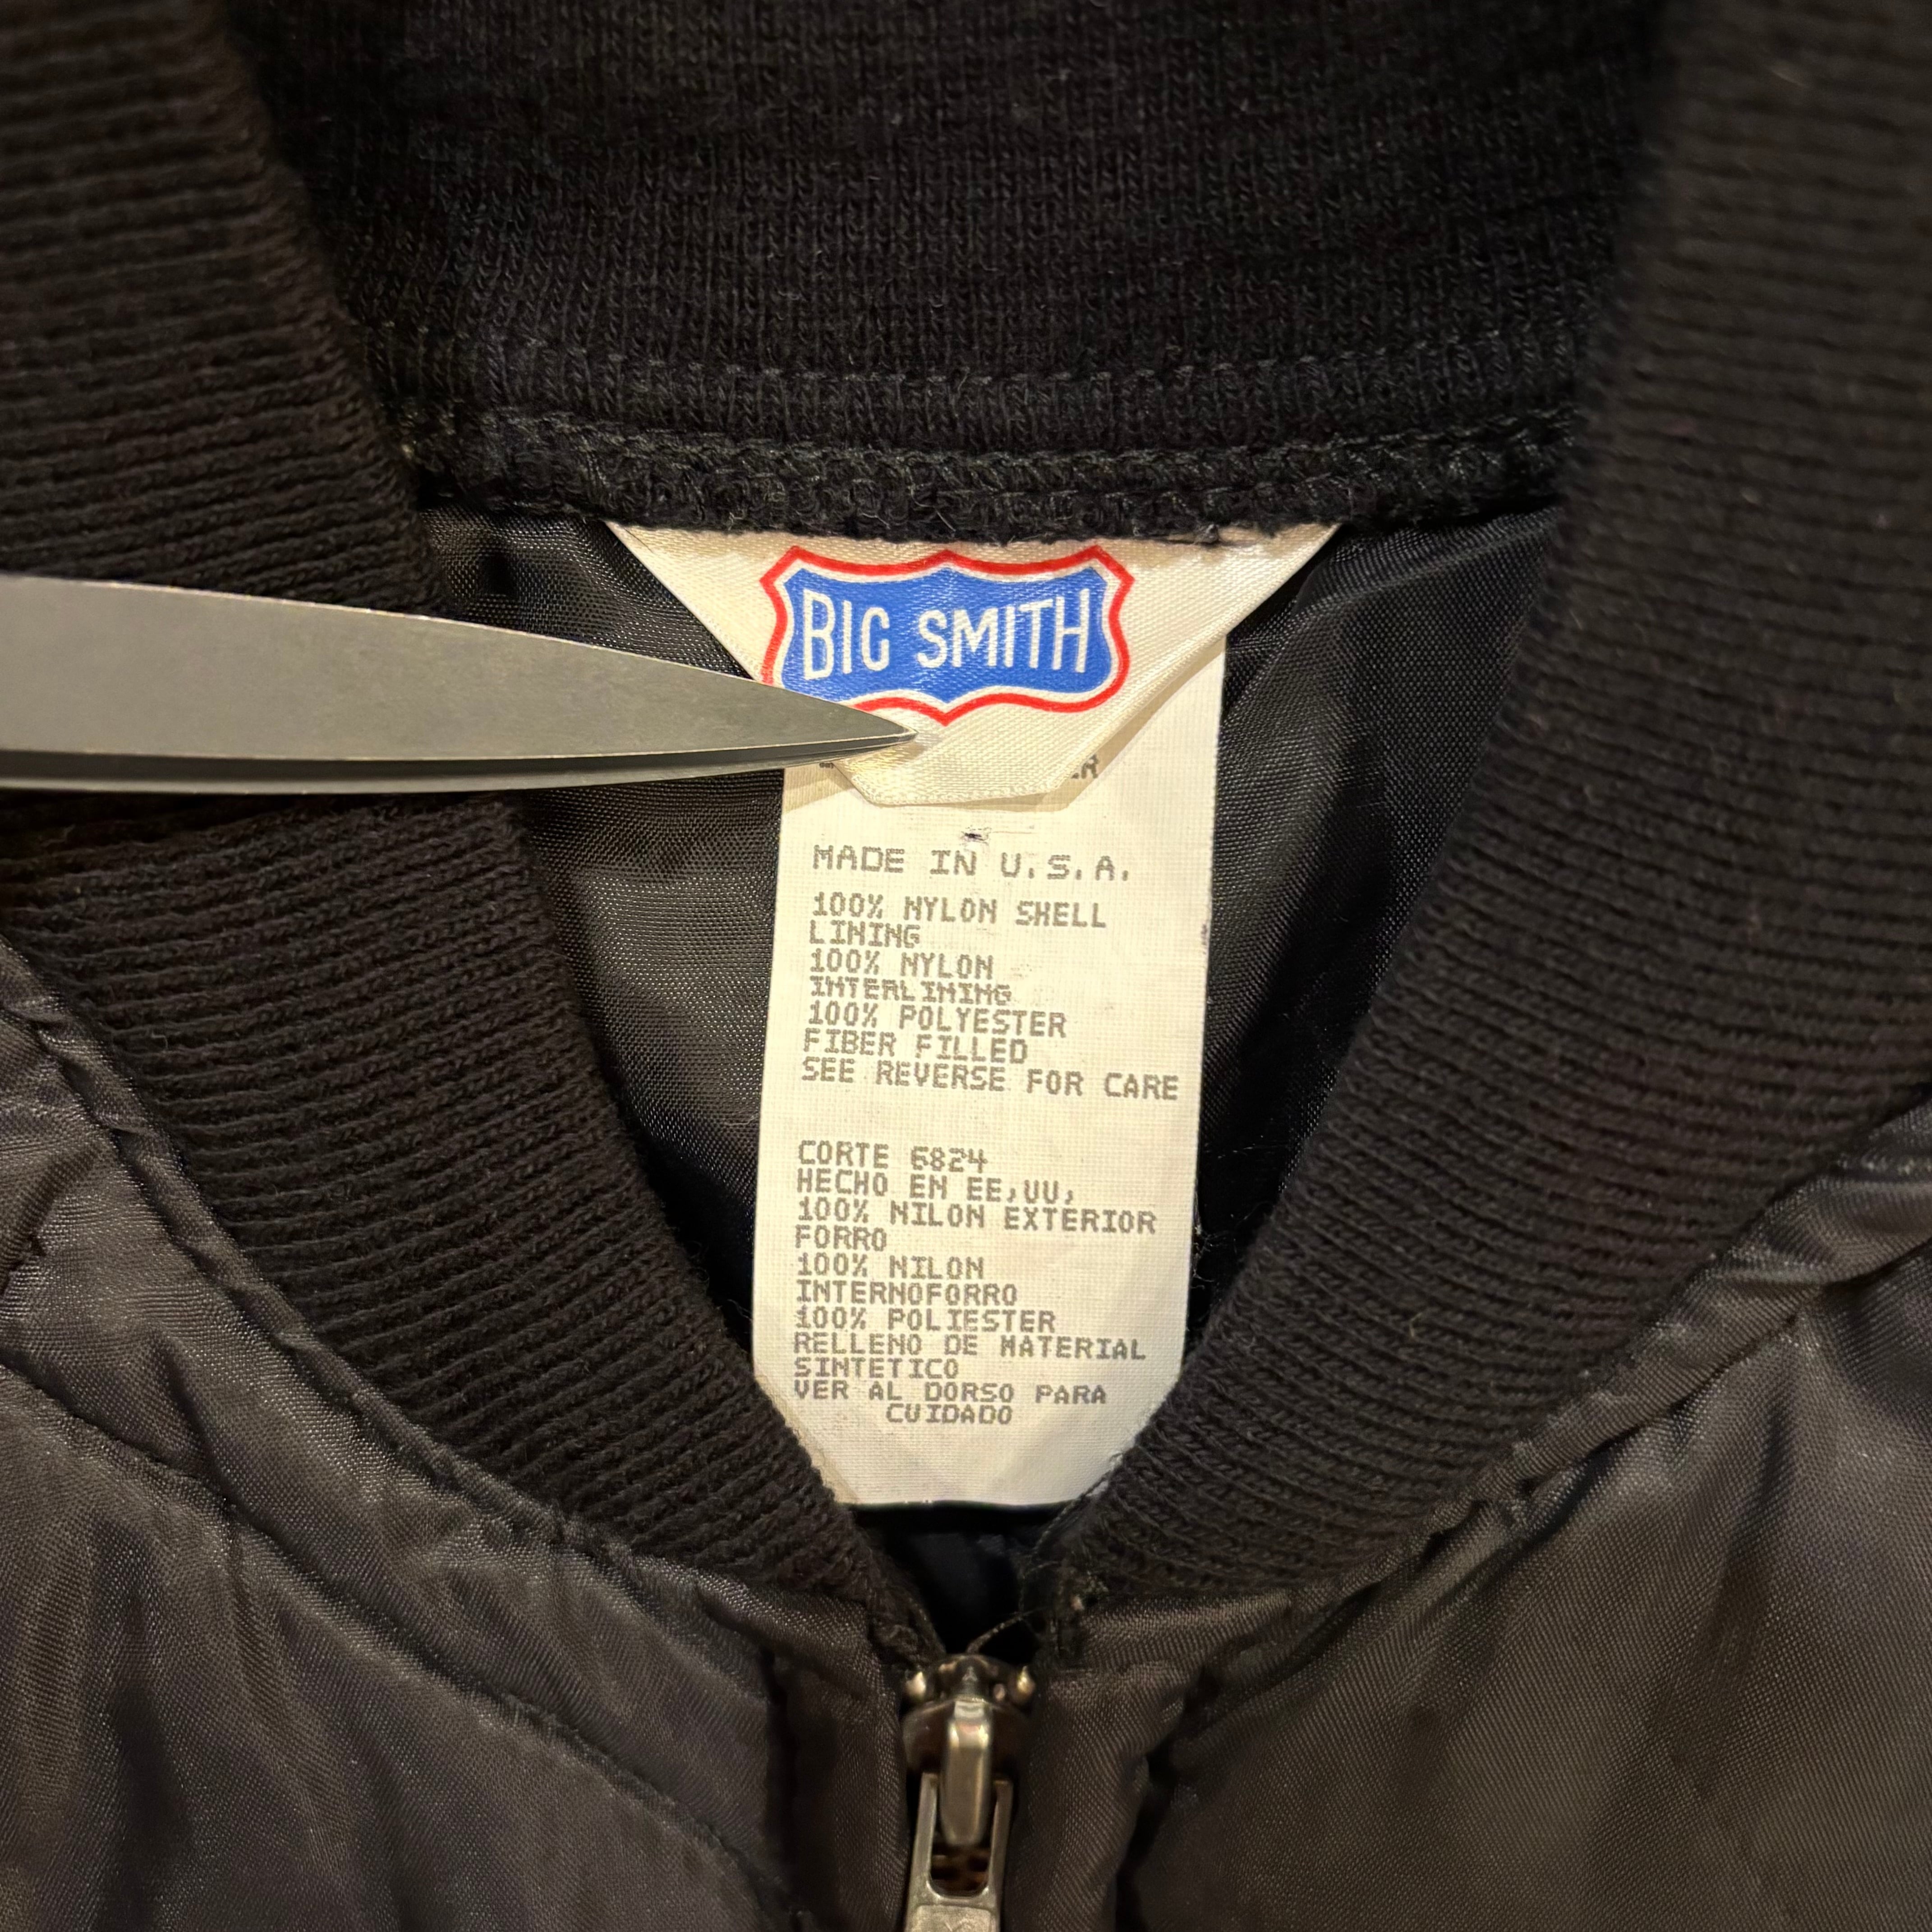 BIG SMITH
MADE IN U.S.A.
100% NYLON SHELL
LINING
100% NYLON
INTERLINING
100% POLYESTER
FIBER FILLED
SEE REVERSE FOR CARE
CORTE 6824
HECHO EN EE,UU,
100% NILON EXTERIOR
FORRO
100% NILON
INTERNOFORRO
100% POLIESTER
RELLENO DE MATERIAL
SINTETICO
VER AL DORSO PARA
CUIDADO